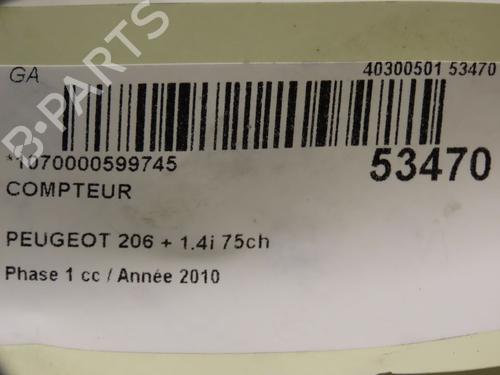 GA
40300501 53470
*1070000599745
53470
COMPTEUR
PEUGEOT 206 + 1.4i 75ch
Phase 1 cc / Année 2010
B-PARTS